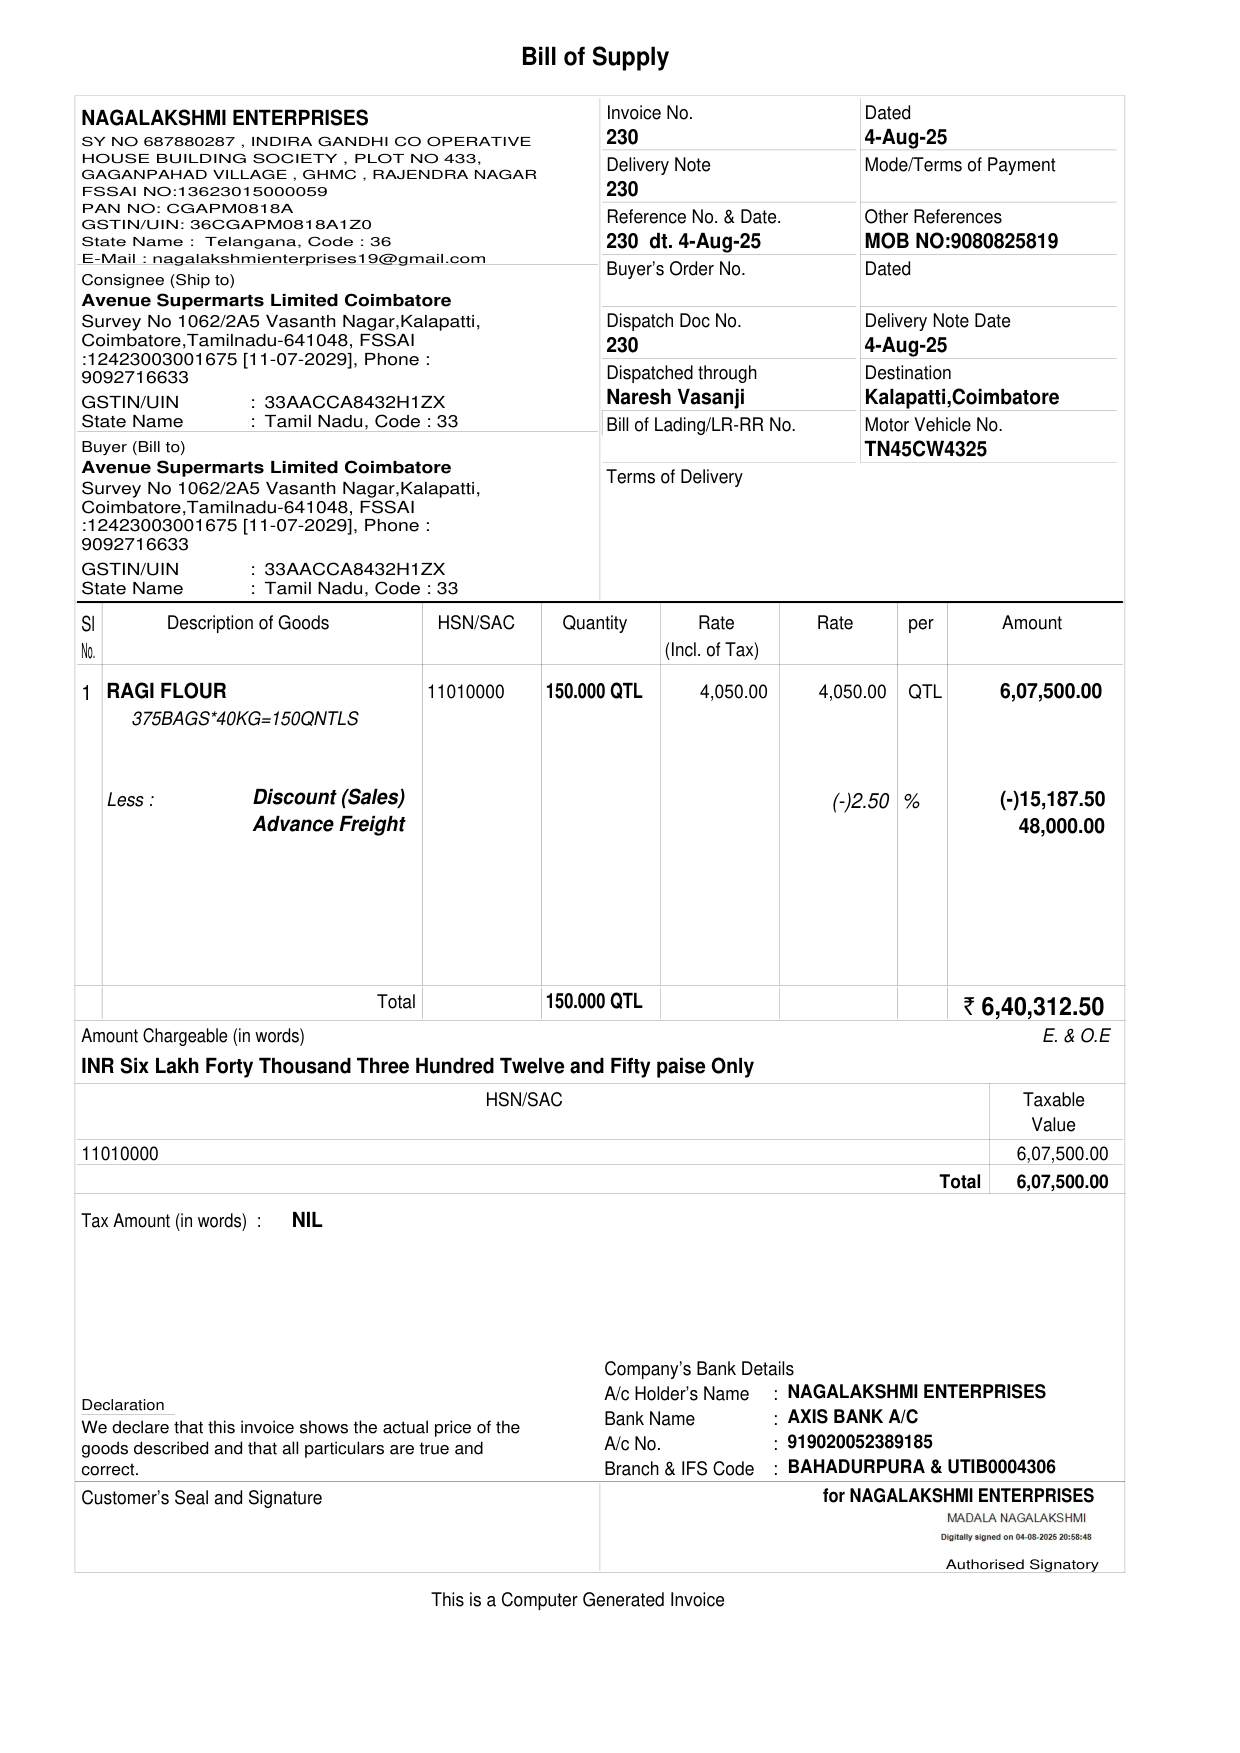 Bill of Supply
NAGALAKSHMI ENTERPRISES
SY NO 687880287 , INDIRA GANDHI CO OPERATIVE
HOUSE BUILDING SOCIETY , PLOT NO 433,
GAGANPAHAD VILLAGE , GHMC , RAJENDRA NAGAR
FSSAI NO:13623015000059
PAN NO: CGAPM0818A
GSTIN/UIN: 36CGAPM0818A1Z0
State Name : Telangana, Code : 36
E-Mail : nagalakshmienterprises19@gmail.com
Consignee (Ship to)
Avenue Supermarts Limited Coimbatore
Survey No 1062/2A5 Vasanth Nagar,Kalapatti,
Coimbatore,Tamilnadu-641048, FSSAI
:12423003001675 [11-07-2029], Phone :
9092716633
GSTIN/UIN : 33AACCA8432H1ZX
State Name : Tamil Nadu, Code : 33
Buyer (Bill to)
Avenue Supermarts Limited Coimbatore
Survey No 1062/2A5 Vasanth Nagar,Kalapatti,
Coimbatore,Tamilnadu-641048, FSSAI
:12423003001675 [11-07-2029], Phone :
9092716633
GSTIN/UIN : 33AACCA8432H1ZX
State Name : Tamil Nadu, Code : 33
Invoice No. Dated
230 4-Aug-25
Delivery Note Mode/Terms of Payment
230
Reference No. & Date. Other References
230 dt. 4-Aug-25 MOB NO:9080825819
Buyer's Order No. Dated
Dispatch Doc No. Delivery Note Date
230 4-Aug-25
Dispatched through Destination
Naresh Vasanji Kalapatti,Coimbatore
Bill of Lading/LR-RR No. Motor Vehicle No.
TN45CW4325
Terms of Delivery
Sl Description of Goods HSN/SAC Quantity Rate Rate per Amount
No. (Incl. of Tax)
1 RAGI FLOUR 11010000 150.000 QTL 4,050.00 4,050.00 QTL 6,07,500.00
375BAGS*40KG=150QNTLS
Less : Discount (Sales) (-)2.50 % (-)15,187.50
Advance Freight 48,000.00
Total 150.000 QTL ₹ 6,40,312.50
Amount Chargeable (in words) E. & O.E
INR Six Lakh Forty Thousand Three Hundred Twelve and Fifty paise Only
HSN/SAC Taxable
Value
11010000 6,07,500.00
Total 6,07,500.00
Tax Amount (in words) : NIL
Company's Bank Details
A/c Holder's Name : NAGALAKSHMI ENTERPRISES
Bank Name : AXIS BANK A/C
A/c No. : 919020052389185
Branch & IFS Code : BAHADURPURA & UTIB0004306
Declaration
We declare that this invoice shows the actual price of the
goods described and that all particulars are true and
correct.
Customer's Seal and Signature
for NAGALAKSHMI ENTERPRISES
MADALA NAGALAKSHMI
Digitally signed on 04-08-2025 20:58:48
Authorised Signatory
This is a Computer Generated Invoice